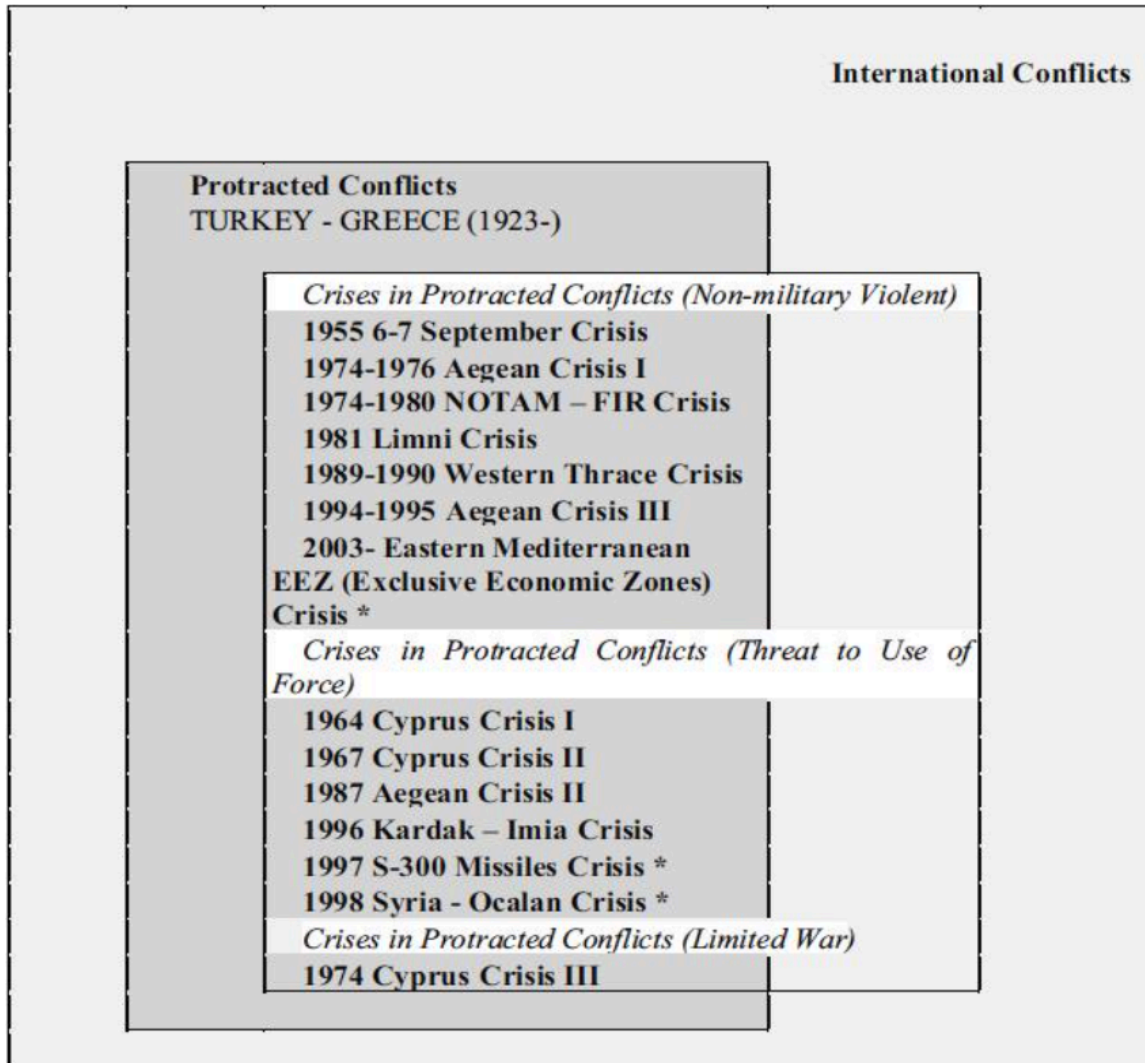 International Conflicts
Protracted Conflicts
TURKEY - GREECE (1923-)
Crises in Protracted Conflicts (Non-military Violent)
1955 6-7 September Crisis
1974-1976 Aegean Crisis I
1974-1980 NOTAM – FIR Crisis
1981 Limni Crisis
1989-1990 Western Thrace Crisis
1994-1995 Aegean Crisis III
2003- Eastern Mediterranean
EEZ (Exclusive Economic Zones)
Crisis *
Crises in Protracted Conflicts (Threat to Use of
Force)
1964 Cyprus Crisis I
1967 Cyprus Crisis II
1987 Aegean Crisis II
1996 Kardak – Imia Crisis
1997 S-300 Missiles Crisis *
1998 Syria - Ocalan Crisis *
Crises in Protracted Conflicts (Limited War)
1974 Cyprus Crisis III